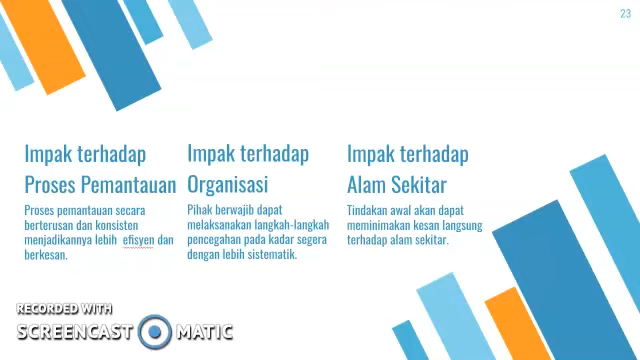 23
Impak terhadap
Proses Pemantauan
Proses pemantauan secara
berterusan dan konsisten
menjadikannya lebih efisyen dan
berkesan.
Impak terhadap
Organisasi
Pihak berwajib dapat
melaksanakan langkah-langkah
pencegahan pada kadar segera
dengan lebih sistematik.
Impak terhadap
Alam Sekitar
Tindakan awal akan dapat
meminimakan kesan langsung
terhadap alam sekitar.
RECORDED WITH
SCREENCAST MATIC